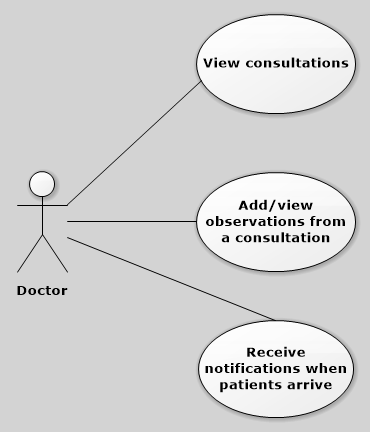 View consultations
Add/view
observations from
a consultation
Doctor
Receive
notifications when
patients arrive